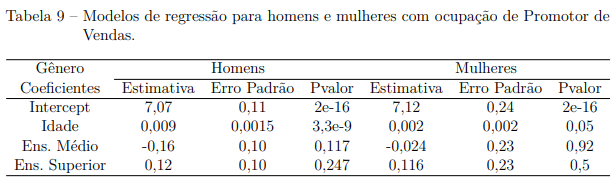 Tabela 9 – Modelos de regressão para homens e mulheres com ocupação de Promotor de
Vendas.
Gênero Homens Mulheres
Coeficientes Estimativa Erro Padrão Pvalor Estimativa Erro Padrão Pvalor
Intercept 7,07 0,11 2e-16 7,12 0,24 2e-16
Idade 0,009 0,0015 3,3e-9 0,002 0,002 0,05
Ens. Médio -0,16 0,10 0,117 -0,024 0,23 0,92
Ens. Superior 0,12 0,10 0,247 0,116 0,23 0,5